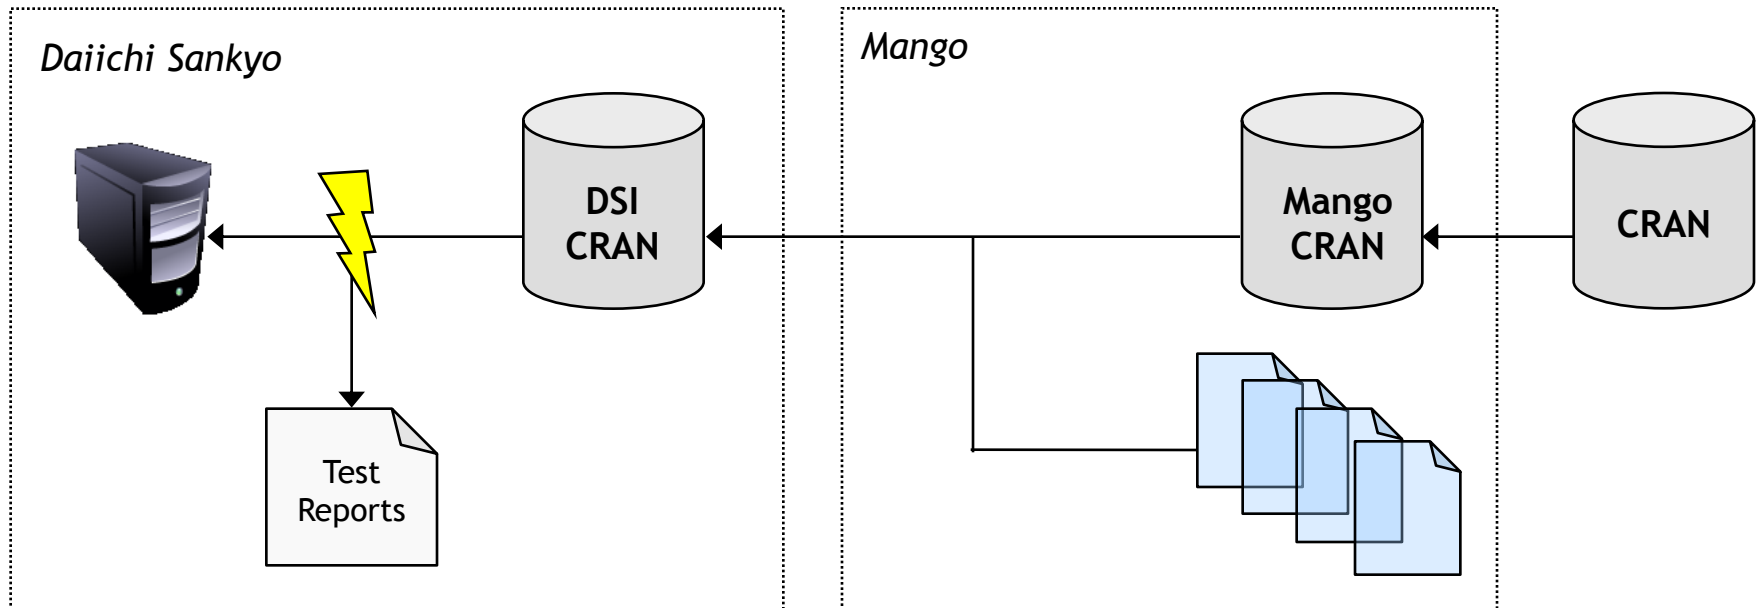 Daiichi Sankyo
Mango
DSI
CRAN
Mango
CRAN
CRAN
Test
Reports